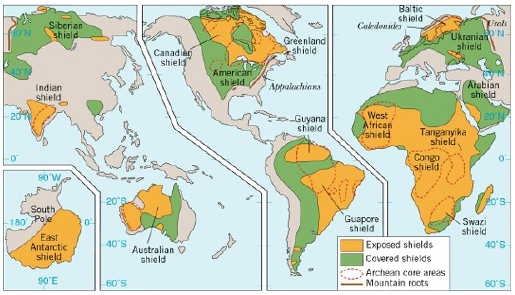 Siberian
shield
60°N
40°N
Indian
shield
20°N
0°
90°W
South
Pole
180°
0°
East
Antarctic
shield
90°E
20°S
Australian
shield
40°S
60°S
Canadian
shield
Greenland
shield
American
shield
Appalachians
Guyana
shield
20°S
Guapore
shield
40°S
60°S
Baltic
shield
Caledonides
Urals
Ukranian
shield
40°N
Arabian
shield
20°N
West
African
shield
Tanganyika
shield
Congo
shield
0°
20°S
Swazi
shield
40°S
60°S
Exposed shields
Covered shields
Archean core areas
Mountain roots